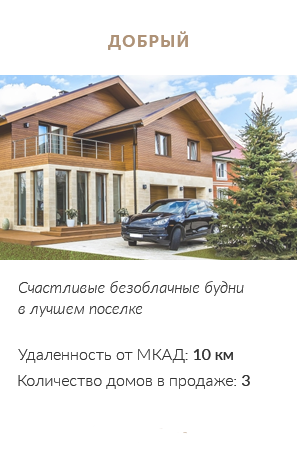 ДОБРЫЙ
Счастливые безоблачные будни
в лучшем поселке
Удаленность от МКАД: 10 км
Количество домов в продаже: 3